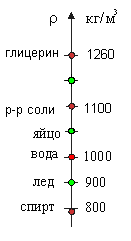 ρ кг/м³
глицерин 1260
р-р соли 1100
яйцо
вода 1000
лед 900
спирт 800